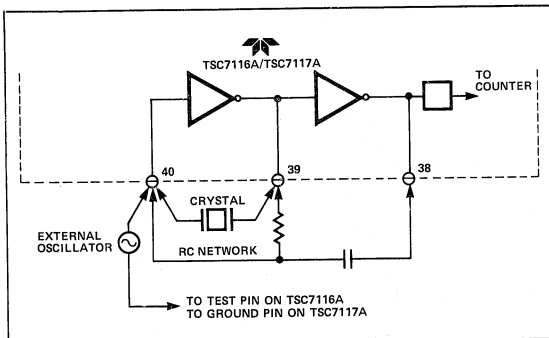 TSC7116A/TSC7117A
TO
COUNTER
40
39
38
CRYSTAL
EXTERNAL
OSCILLATOR
RC NETWORK
TO TEST PIN ON TSC7116A
TO GROUND PIN ON TSC7117A